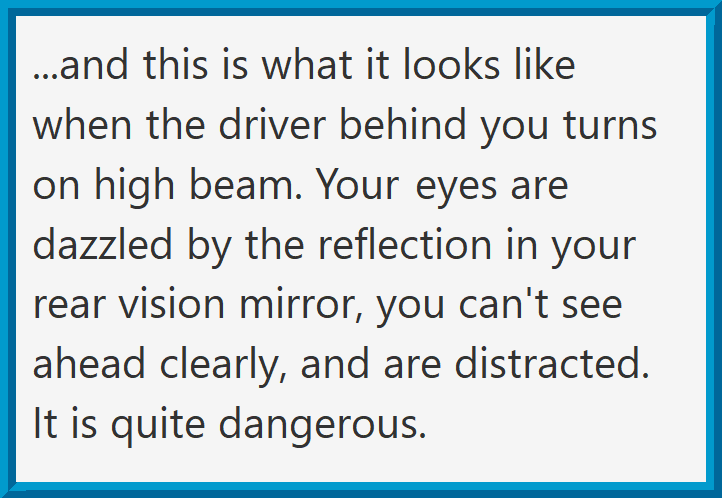 ...and this is what it looks like
when the driver behind you turns
on high beam. Your eyes are
dazzled by the reflection in your
rear vision mirror, you can't see
ahead clearly, and are distracted.
It is quite dangerous.